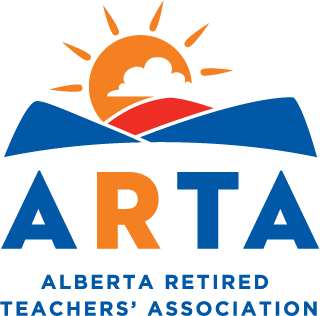 ARTA
ALBERTA RETIRED
TEACHERS’ ASSOCIATION